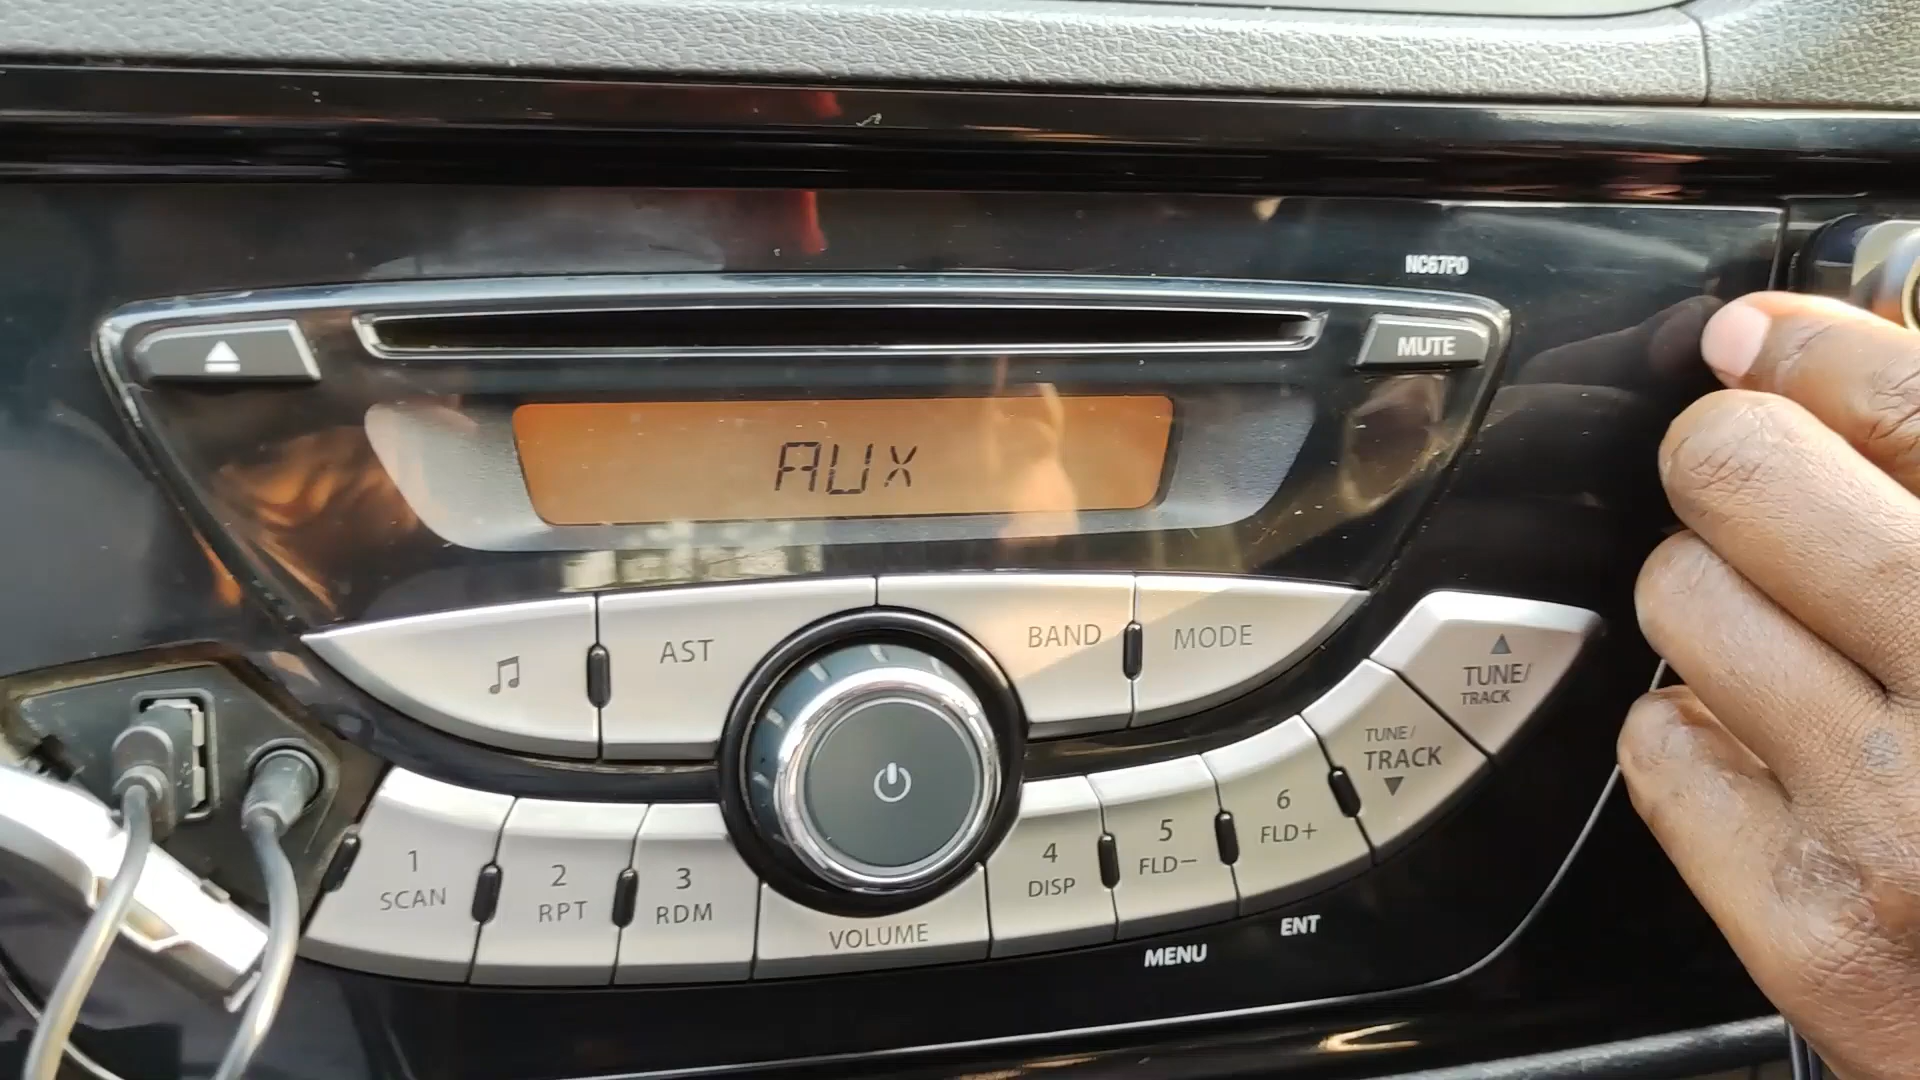 NC67P0
MUTE
AUX
AST
BAND
MODE
TUNE/
TRACK
TUNE/
TRACK
1
SCAN
2
RPT
3
RDM
VOLUME
4
DISP
5
FLD−
6
FLD+
MENU
ENT